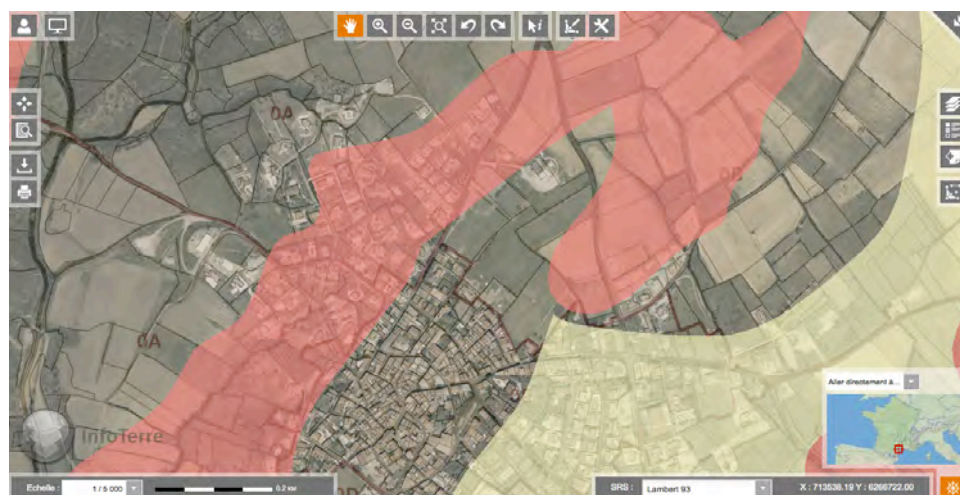 0A
0A
0D
0D
InfoTerre
Aller directement à...
Echelle :
1 / 5 000
0.2 km
SRS :
Lambert 93
X : 713538.19 Y : 6266722.00